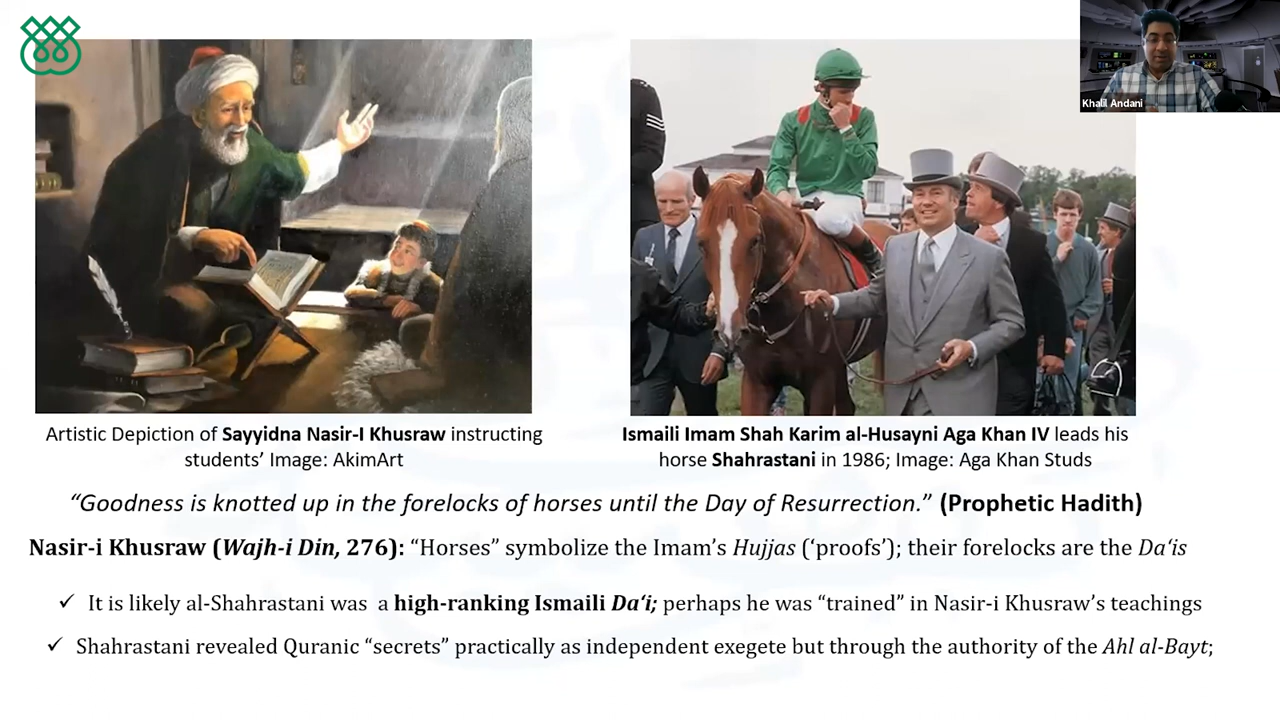 Khalil Andani
Artistic Depiction of Sayyidna Nasir-I Khusraw instructing
students’ Image: AkimArt
Ismaili Imam Shah Karim al-Husayni Aga Khan IV leads his
horse Shahrastani in 1986; Image: Aga Khan Studs
“Goodness is knotted up in the forelocks of horses until the Day of Resurrection.” (Prophetic Hadith)
Nasir-i Khusraw (Wajh-i Din, 276): “Horses” symbolize the Imam’s Hujjas (‘proofs’); their forelocks are the Da‘is
✓ It is likely al-Shahrastani was a high-ranking Ismaili Da‘i; perhaps he was “trained” in Nasir-i Khusraw’s teachings
✓ Shahrastani revealed Quranic “secrets” practically as independent exegete but through the authority of the Ahl al-Bayt;